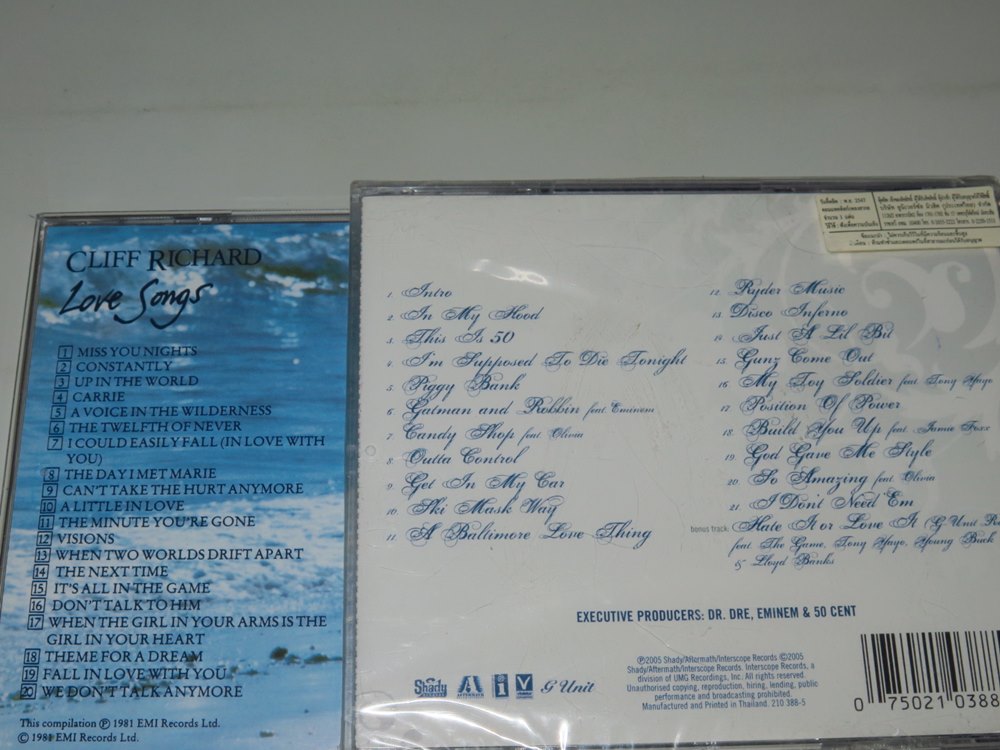 CLIFF RICHARD
Love Songs
1 MISS YOU NIGHTS
2 CONSTANTLY
3 UP IN THE WORLD
4 CARRIE
5 A VOICE IN THE WILDERNESS
6 THE TWELFTH OF NEVER
7 I COULD EASILY FALL (IN LOVE WITH
YOU)
8 THE DAY I MET MARIE
9 CAN'T TAKE THE HURT ANYMORE
10 A LITTLE IN LOVE
11 THE MINUTE YOU'RE GONE
12 VISIONS
13 WHEN TWO WORLDS DRIFT APART
14 THE NEXT TIME
15 IT'S ALL IN THE GAME
16 DON'T TALK TO HIM
17 WHEN THE GIRL IN YOUR ARMS IS THE
GIRL IN YOUR HEART
18 THEME FOR A DREAM
19 FALL IN LOVE WITH YOU
20 WE DON'T TALK ANYMORE
This compilation ℗ 1981 EMI Records Ltd.
© 1981 EMI Records Ltd.
1. Intro
2. In My Hood
3. This Is 50
4. I'm Supposed To Die Tonight
5. Piggy Bank
6. Gatman and Robbin feat. Eminem
7. Candy Shop feat. Olivia
8. Outta Control
9. Get In My Car
10. Ski Mask Way
11. A Baltimore Love Thing
12. Ryder Music
13. Disco Inferno
14. Just A Lil Bit
15. Gunz Come Out
16. My Toy Soldier feat. Tony Yayo
17. Position Of Power
18. Build You Up feat. Jamie Foxx
19. God Gave Me Style
20. So Amazing feat. Olivia
21. I Don't Need Em
bonus track: Hate It or Love It (G Unit R
feat. The Game, Tony Yayo, Young Buck
& Lloyd Banks
EXECUTIVE PRODUCERS: DR. DRE, EMINEM & 50 CENT
℗2005 Shady/Aftermath/Interscope Records ©2005
Shady/Aftermath/Interscope Records. Interscope Records, a
division of UMG Recordings, Inc. All rights reserved.
Unauthorised copying, reproduction, hiring, lending, public
performance and broadcasting prohibited.
Manufactured and Printed in Thailand. 210 388-5
Shady
AFTERMATH
G Unit
0 75021 0388